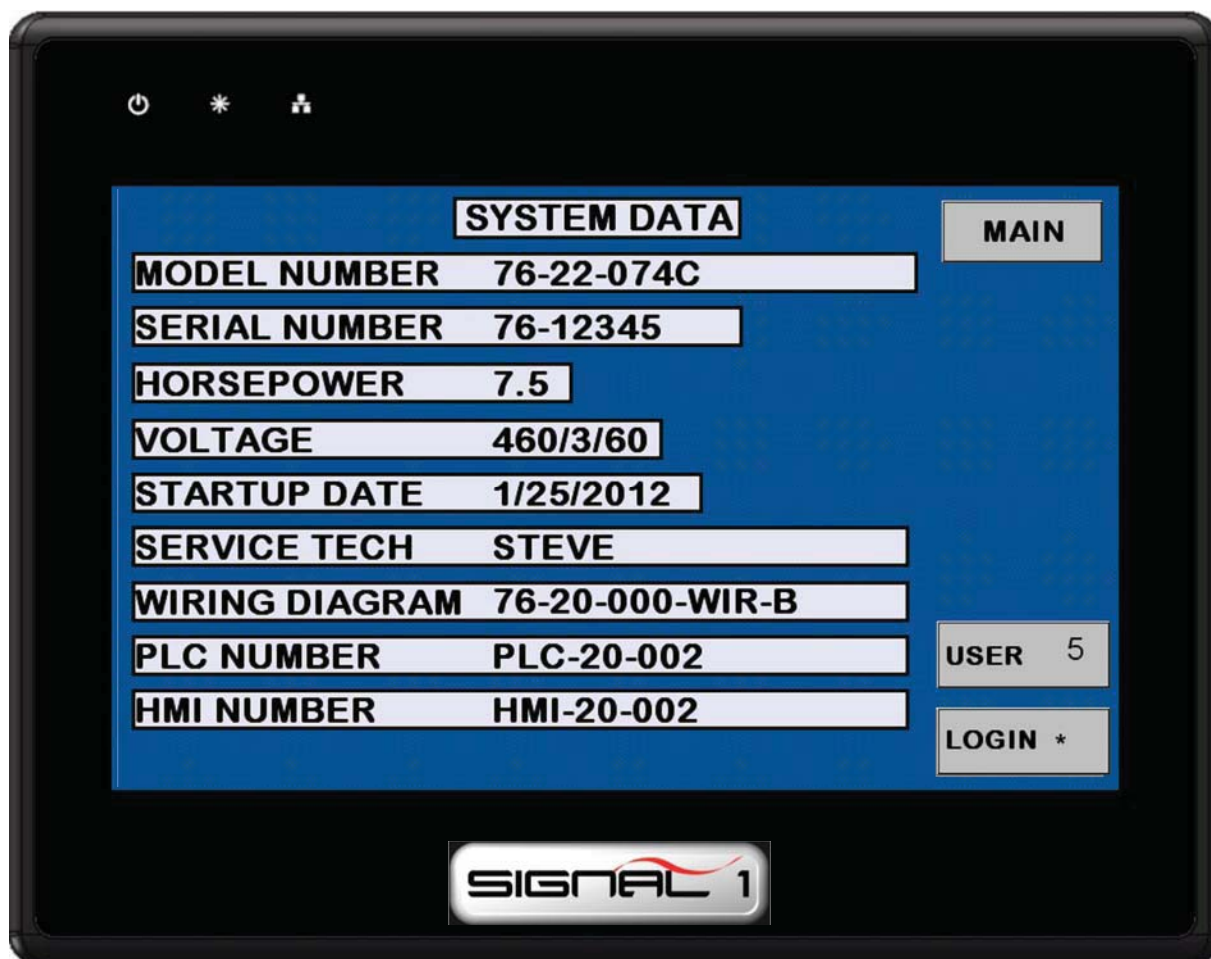 SYSTEM DATA
MAIN
MODEL NUMBER 76-22-074C
SERIAL NUMBER 76-12345
HORSEPOWER 7.5
VOLTAGE 460/3/60
STARTUP DATE 1/25/2012
SERVICE TECH STEVE
WIRING DIAGRAM 76-20-000-WIR-B
PLC NUMBER PLC-20-002
USER 5
HMI NUMBER HMI-20-002
LOGIN *
SIGNAL 1